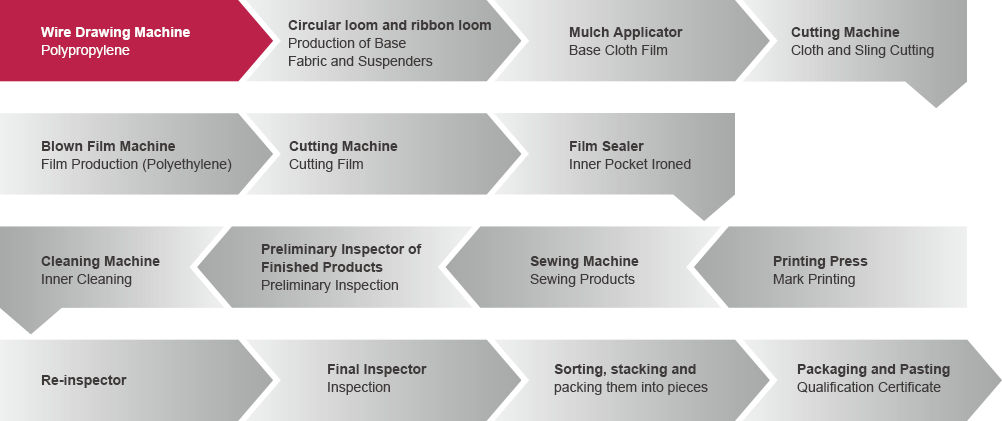 Wire Drawing Machine
Polypropylene
Circular loom and ribbon loom
Production of Base
Fabric and Suspenders
Mulch Applicator
Base Cloth Film
Cutting Machine
Cloth and Sling Cutting
Blown Film Machine
Film Production (Polyethylene)
Cutting Machine
Cutting Film
Film Sealer
Inner Pocket Ironed
Cleaning Machine
Inner Cleaning
Preliminary Inspector of
Finished Products
Preliminary Inspection
Sewing Machine
Sewing Products
Printing Press
Mark Printing
Re-inspector
Final Inspector
Inspection
Sorting, stacking and
packing them into pieces
Packaging and Pasting
Qualification Certificate